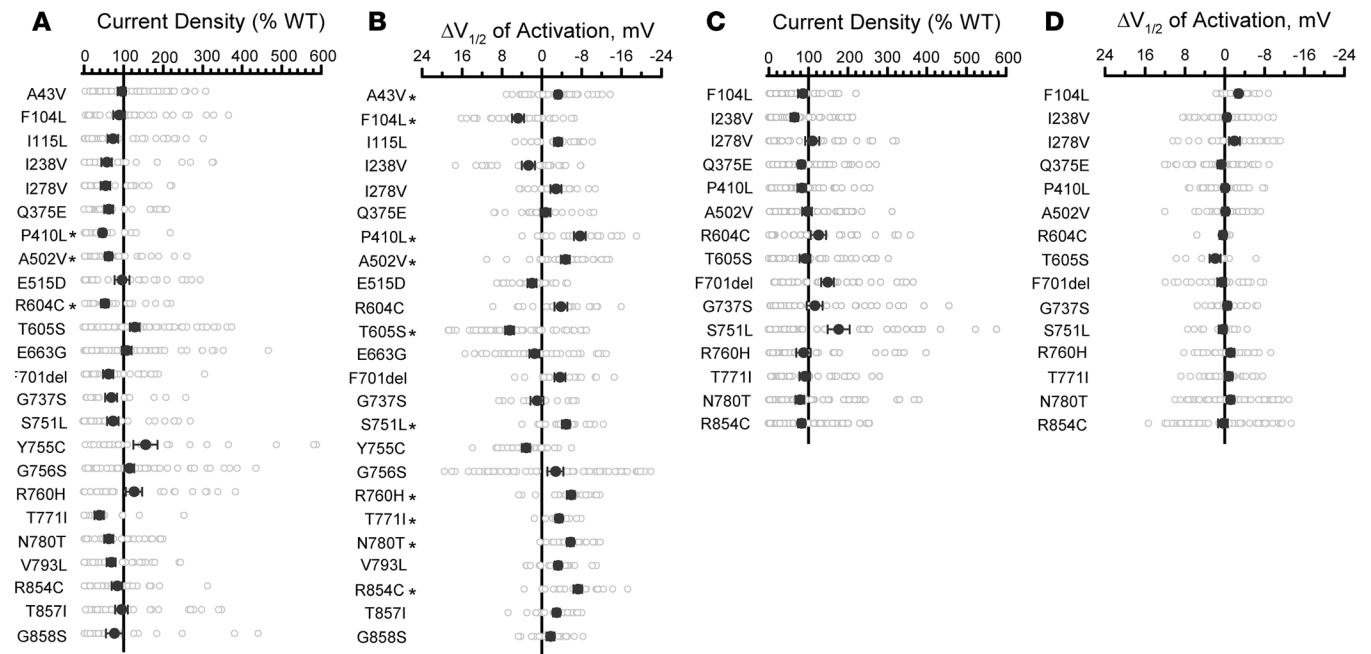 A
Current Density (% WT)
0 100 200 300 400 500 600
A43V
F104L
I115L
I238V
I278V
Q375E
P410L*
A502V*
E515D
R604C*
T605S
E663G
F701del
G737S
S751L
Y755C
G756S
R760H
T771I
N780T
V793L
R854C
T857I
G858S
B
ΔV1/2 of Activation, mV
24 16 8 0 -8 -16 -24
A43V*
F104L*
I115L
I238V
I278V
Q375E
P410L*
A502V*
E515D
R604C
T605S*
E663G
F701del
G737S
S751L*
Y755C
G756S
R760H*
T771I*
N780T*
V793L
R854C*
T857I
G858S
C
Current Density (% WT)
0 100 200 300 400 500 600
F104L
I238V
I278V
Q375E
P410L
A502V
R604C
T605S
F701del
G737S
S751L
R760H
T771I
N780T
R854C
D
ΔV1/2 of Activation, mV
24 16 8 0 -8 -16 -24
F104L
I238V
I278V
Q375E
P410L
A502V
R604C
T605S
F701del
G737S
S751L
R760H
T771I
N780T
R854C